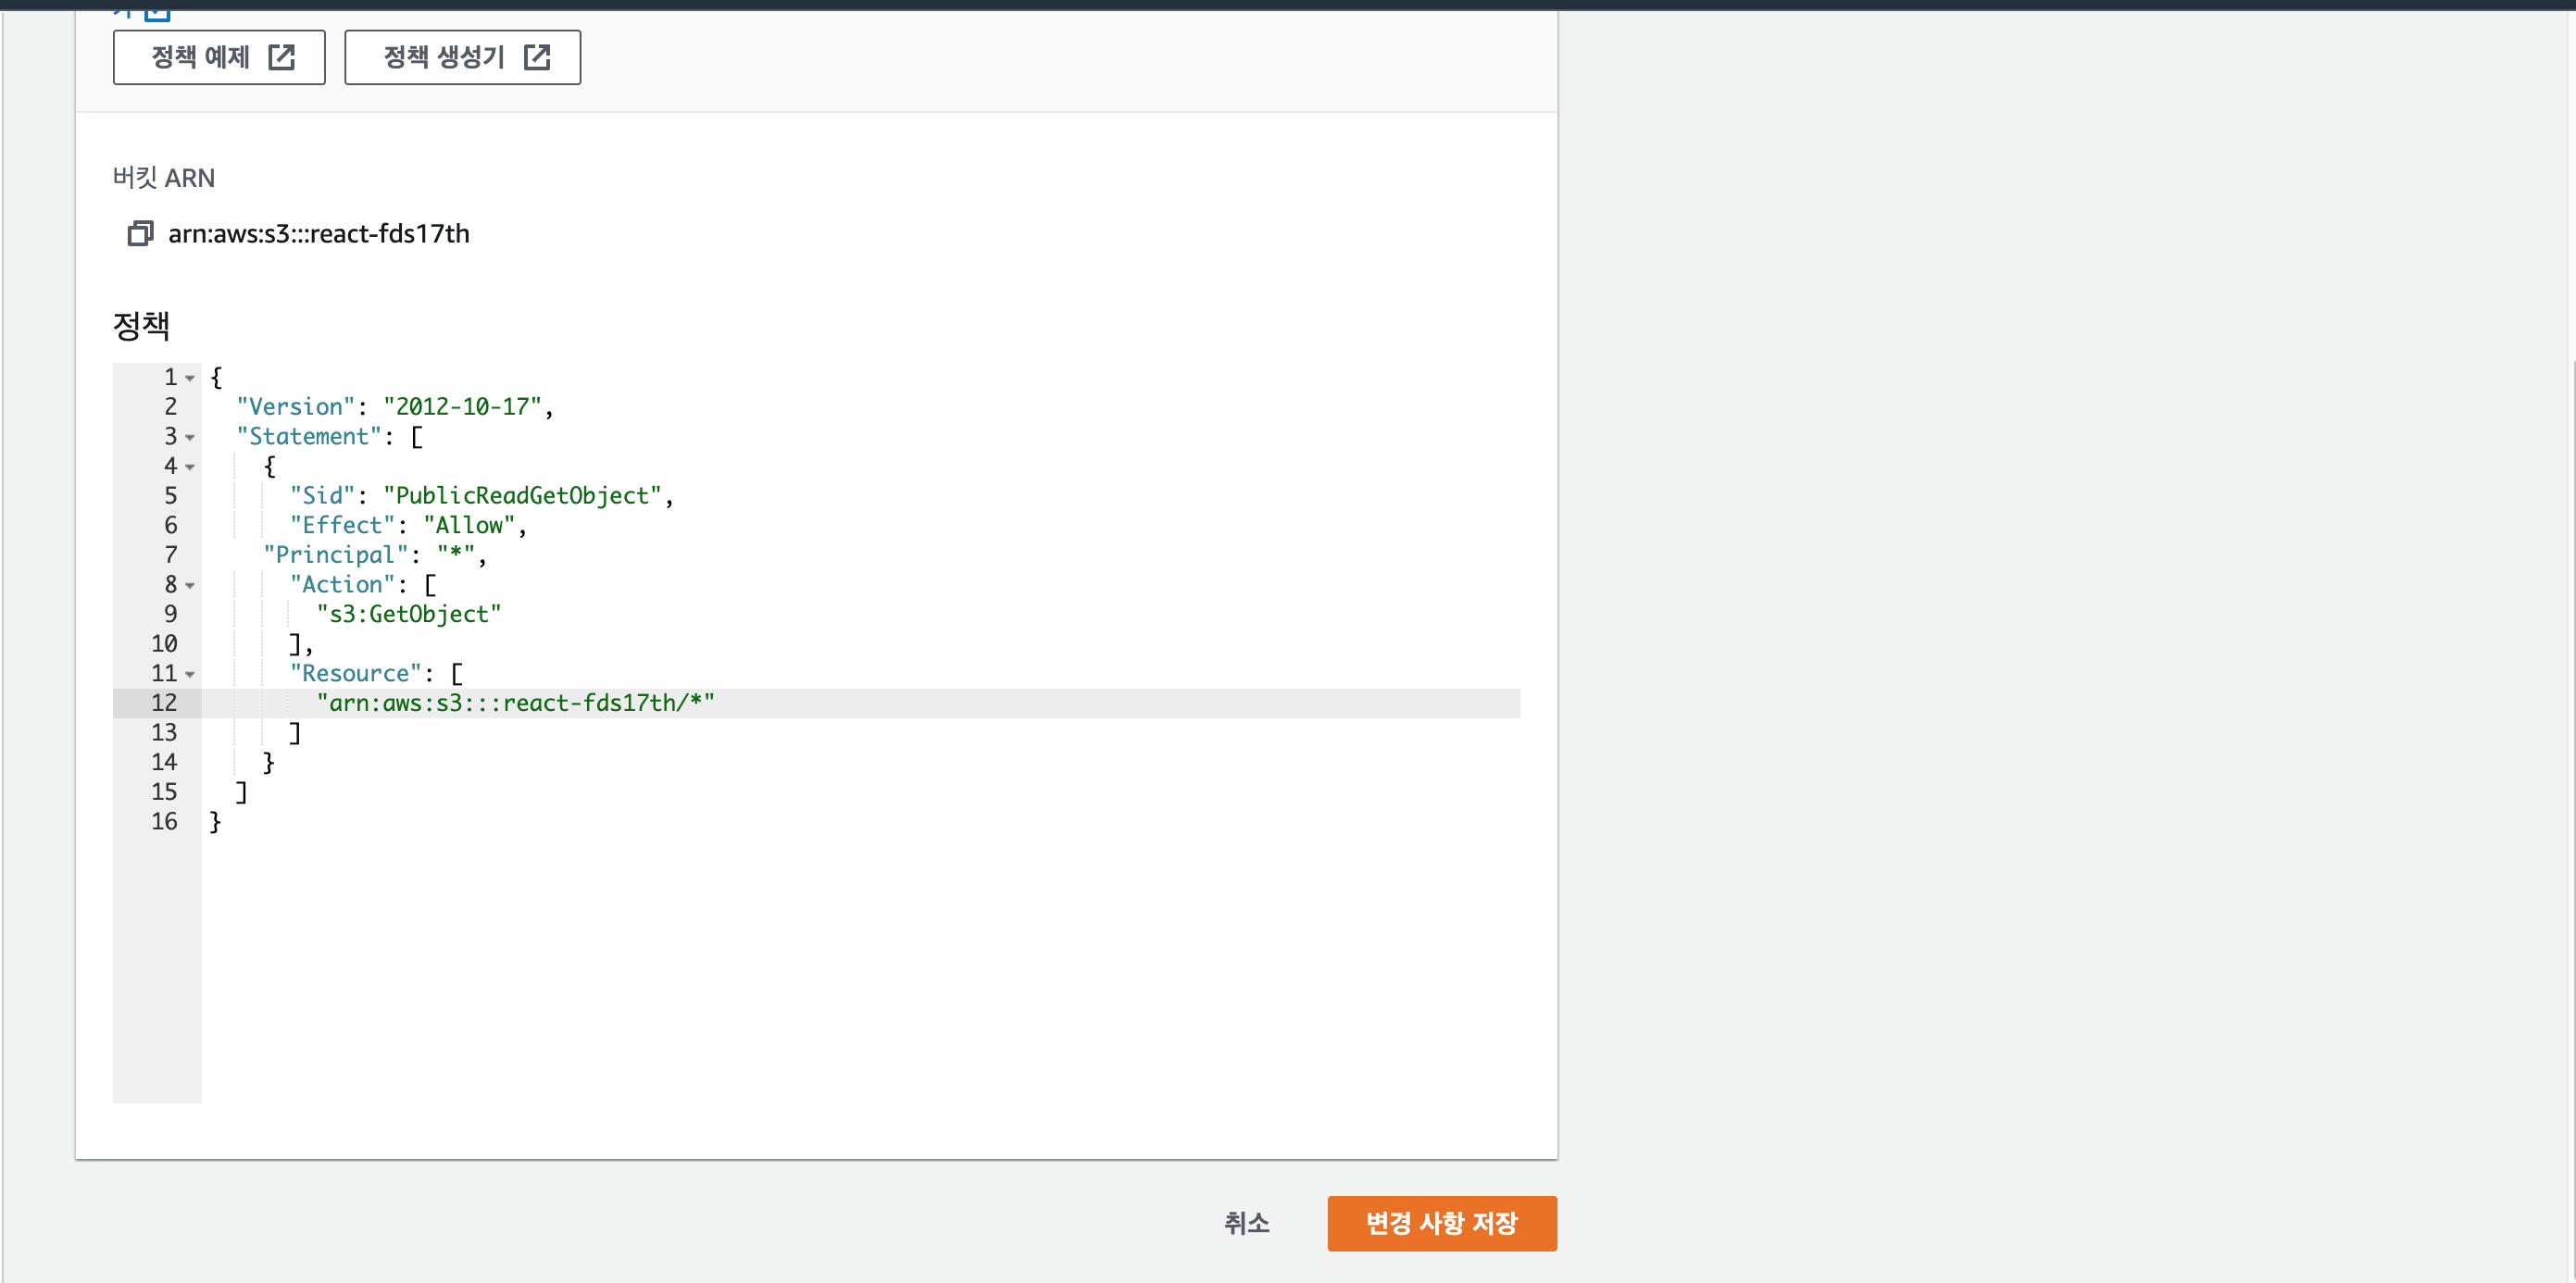 정책 예제
정책 생성기
버킷 ARN
arn:aws:s3:::react-fds17th
정책
1 {
2 "Version": "2012-10-17",
3 "Statement": [
4 {
5 "Sid": "PublicReadGetObject",
6 "Effect": "Allow",
7 "Principal": "*",
8 "Action": [
9 "s3:GetObject"
10 ],
11 "Resource": [
12 "arn:aws:s3:::react-fds17th/*"
13 ]
14 }
15 ]
16 }
취소
변경 사항 저장